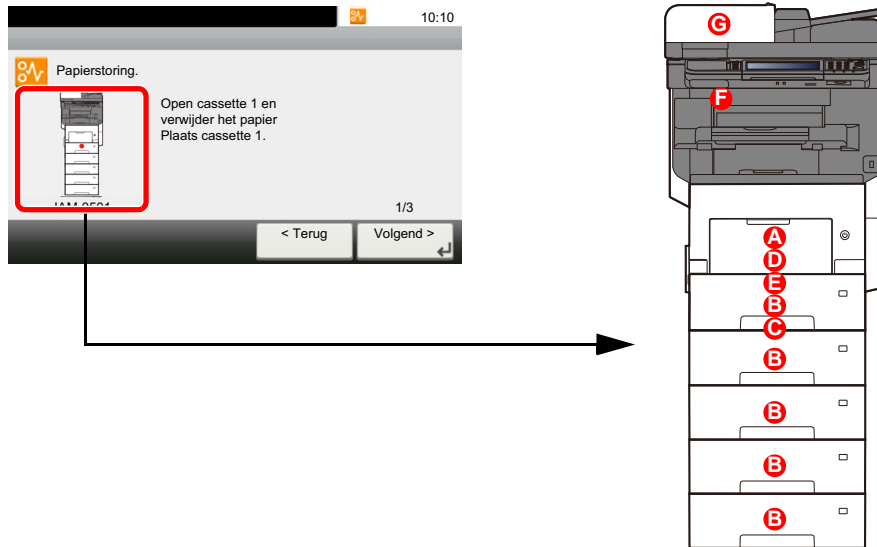 10:10
Papierstoring.
Open cassette 1 en
verwijder het papier
Plaats cassette 1.
1/3
< Terug
Volgend >
G
F
A
D
E
B
C
B
B
B
B